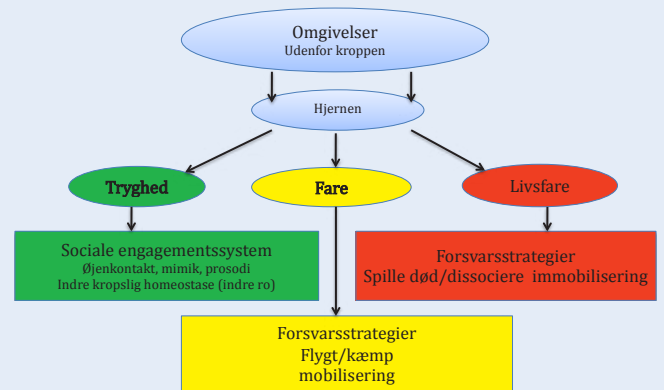 Omgivelser
Udenfor kroppen
Hjernen
Tryghed
Fare
Livsfare
Sociale engagementssystem
Øjenkontakt, mimik, prosodi
Indre kropslig homeostase (indre ro)
Forsvarsstrategier
Spille død/dissociere immobilisering
Forsvarsstrategier
Flygt/kæmp
mobilisering